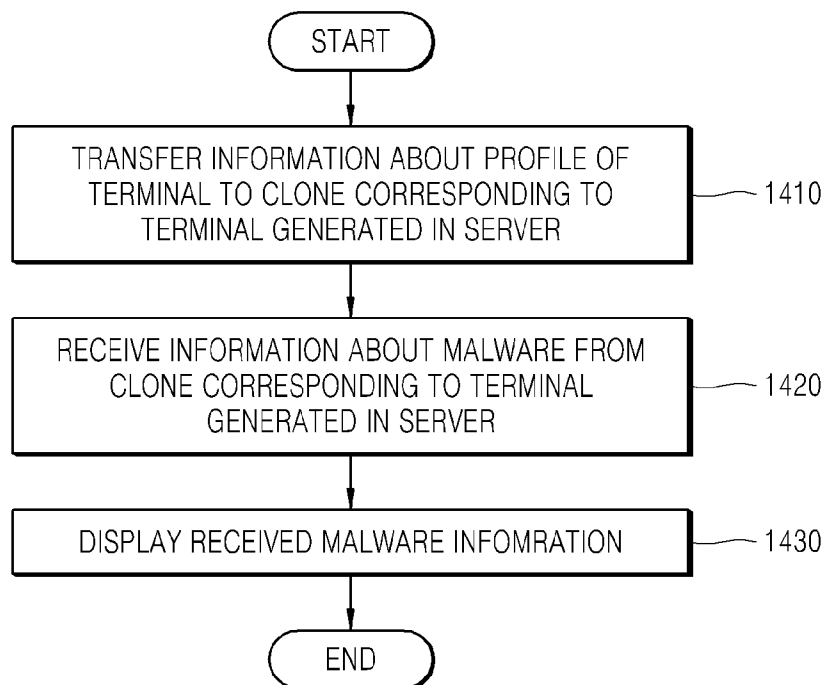 START
TRANSFER INFORMATION ABOUT PROFILE OF
TERMINAL TO CLONE CORRESPONDING TO
TERMINAL GENERATED IN SERVER
1410
RECEIVE INFORMATION ABOUT MALWARE FROM
CLONE CORRESPONDING TO TERMINAL
GENERATED IN SERVER
1420
DISPLAY RECEIVED MALWARE INFOMRATION
1430
END